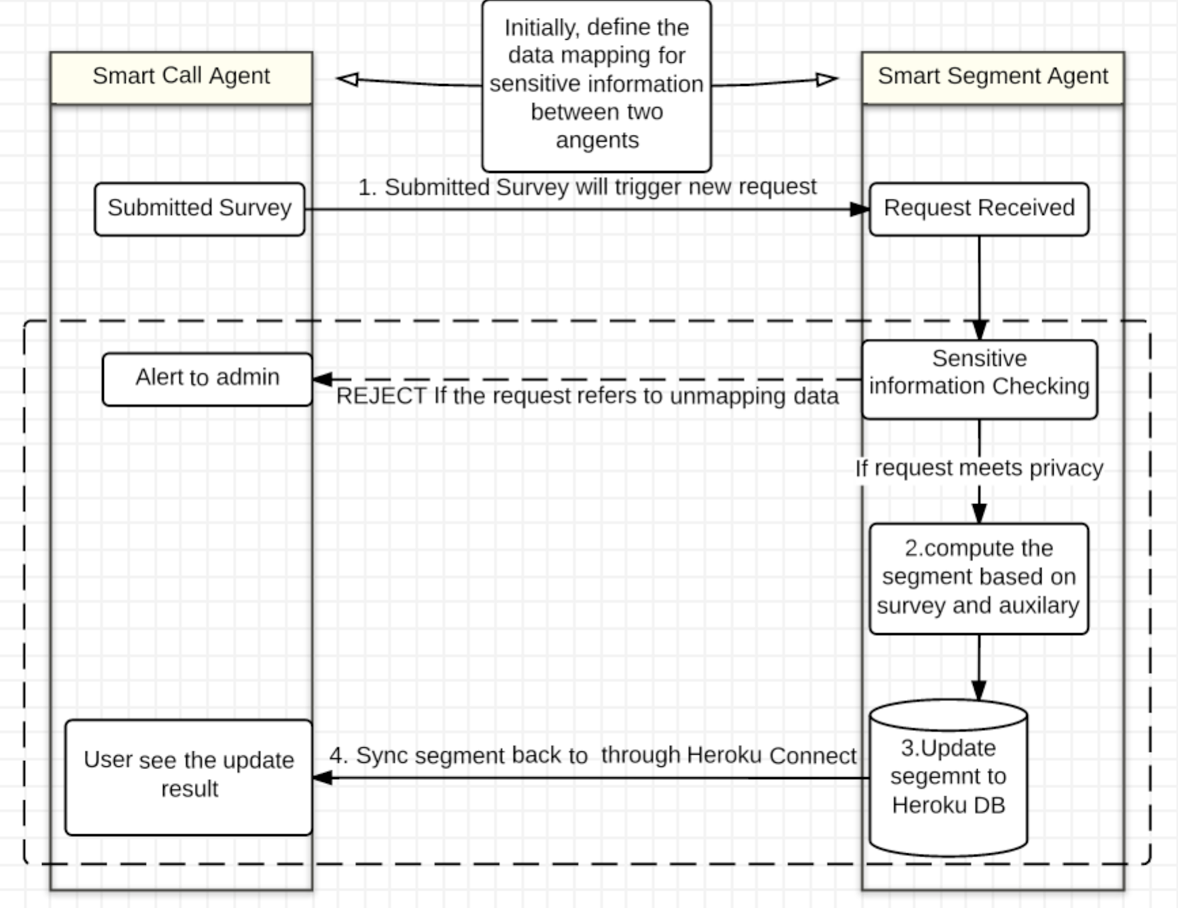 Initially, define the
data mapping for
sensitive information
between two
angents
Smart Call Agent
Smart Segment Agent
1. Submitted Survey will trigger new request
Submitted Survey
Request Received
Sensitive
information Checking
Alert to admin
REJECT If the request refers to unmapping data
If request meets privacy
2.compute the
segment based on
survey and auxilary
3.Update
segemnt to
Heroku DB
4. Sync segment back to  through Heroku Connect
User see the update
result